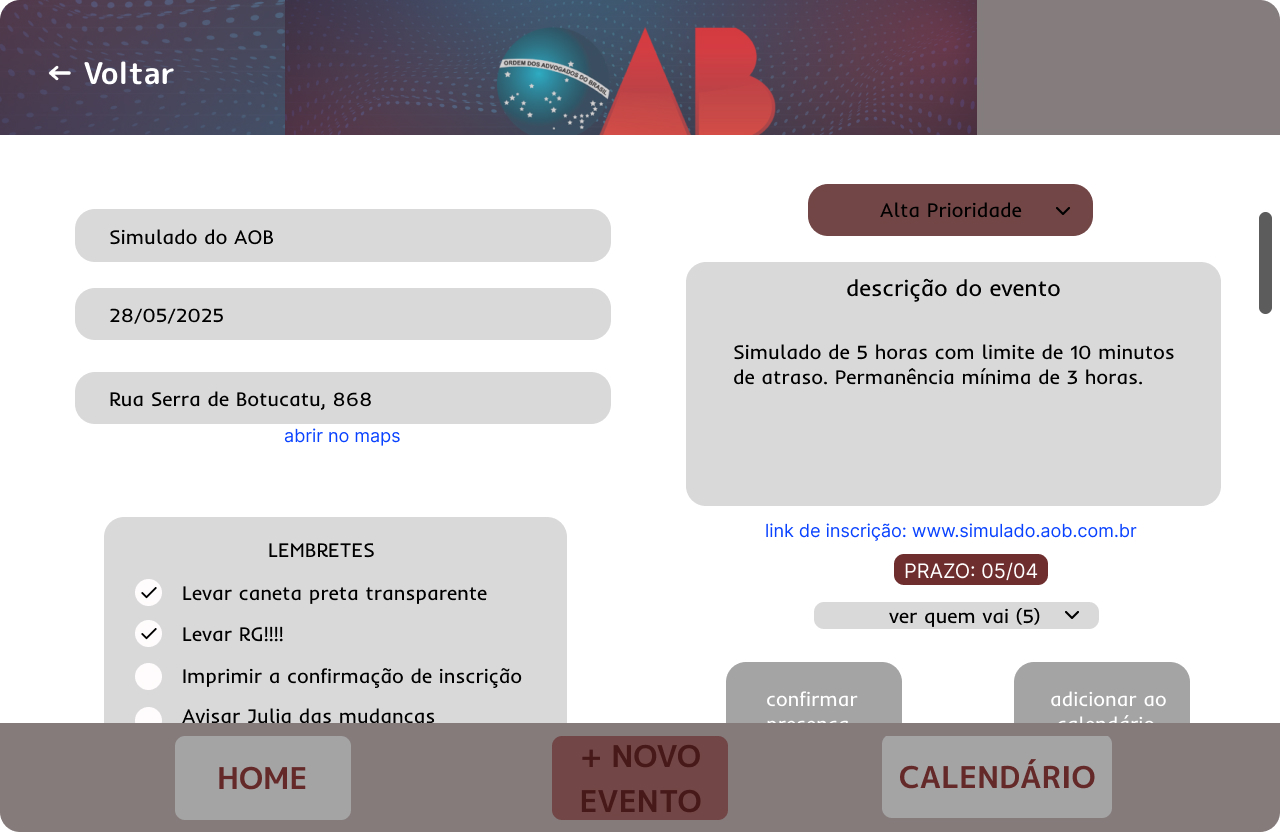 ← Voltar
ORDEM DOS ADVOGADOS DO BRASIL
AB
Simulado do AOB
28/05/2025
Rua Serra de Botucatu, 868
abrir no maps
LEMBRETES
Levar caneta preta transparente
Levar RG!!!!
Imprimir a confirmação de inscrição
Avisar Julia das mudanças
Alta Prioridade
descrição do evento
Simulado de 5 horas com limite de 10 minutos
de atraso. Permanência mínima de 3 horas.
link de inscrição: www.simulado.aob.com.br
PRAZO: 05/04
ver quem vai (5)
confirmar
presença
adicionar ao
calendário
HOME
+ NOVO
EVENTO
CALENDÁRIO